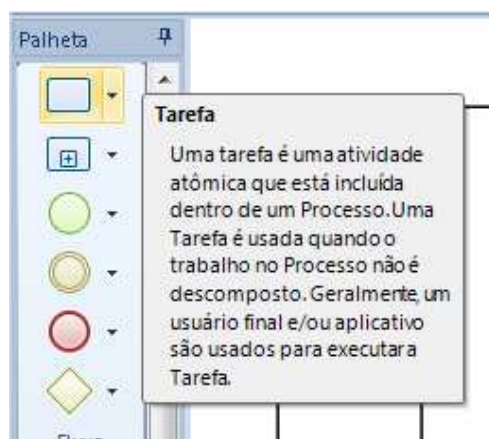 Palheta
Tarefa
Uma tarefa é uma atividade
atômica que está incluída
dentro de um Processo. Uma
Tarefa é usada quando o
trabalho no Processo não é
descomposto. Geralmente, um
usuário final e/ou aplicativo
são usados para executar a
Tarefa.